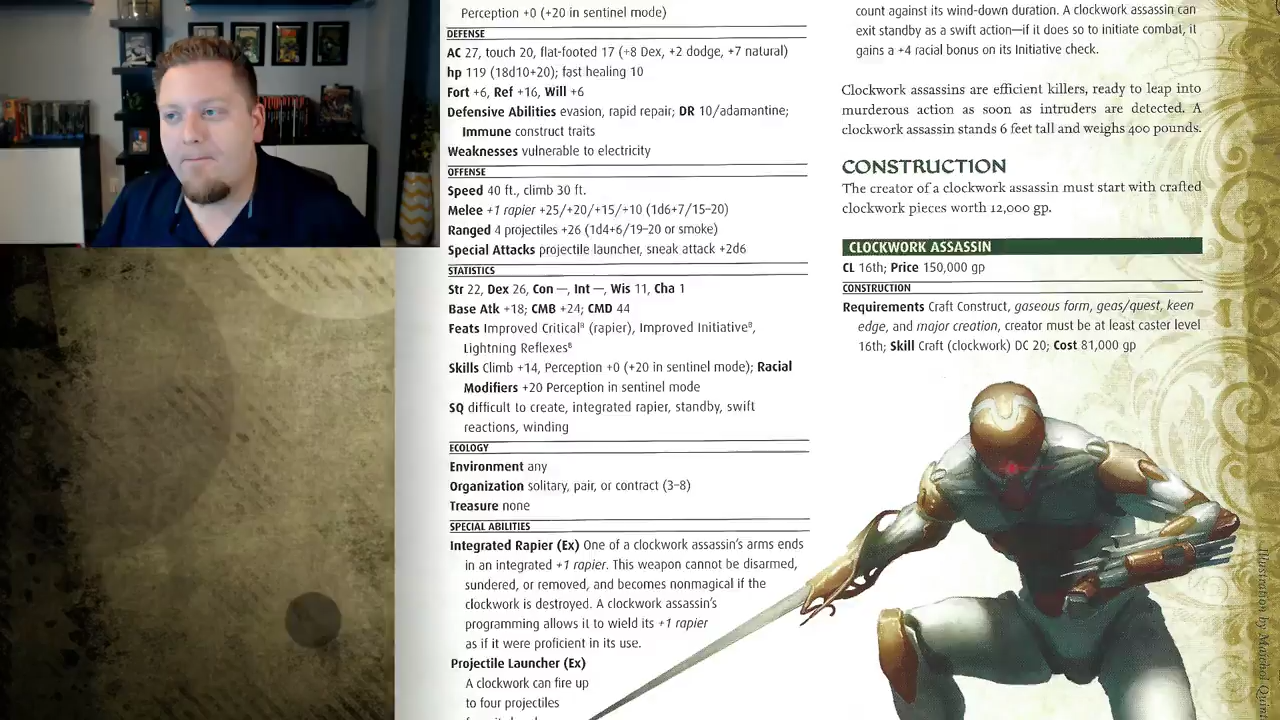 Perception +0 (+20 in sentinel mode)
DEFENSE
AC 27, touch 20, flat-footed 17 (+8 Dex, +2 dodge, +7 natural)
hp 119 (18d10+20); fast healing 10
Fort +6, Ref +16, Will +6
Defensive Abilities evasion, rapid repair; DR 10/adamantine;
Immune construct traits
Weaknesses vulnerable to electricity
OFFENSE
Speed 40 ft., climb 30 ft.
Melee +1 rapier +25/+20/+15/+10 (1d6+7/15–20)
Ranged 4 projectiles +26 (1d4+6/19–20 or smoke)
Special Attacks projectile launcher, sneak attack +2d6
STATISTICS
Str 22, Dex 26, Con —, Int —, Wis 11, Cha 1
Base Atk +18; CMB +24; CMD 44
Feats Improved Criticalᴮ (rapier), Improved Initiativeᴮ,
Lightning Reflexesᴮ
Skills Climb +14, Perception +0 (+20 in sentinel mode); Racial
Modifiers +20 Perception in sentinel mode
SQ difficult to create, integrated rapier, standby, swift
reactions, winding
ECOLOGY
Environment any
Organization solitary, pair, or contract (3–8)
Treasure none
SPECIAL ABILITIES
Integrated Rapier (Ex) One of a clockwork assassin's arms ends
in an integrated +1 rapier. This weapon cannot be disarmed,
sundered, or removed, and becomes nonmagical if the
clockwork is destroyed. A clockwork assassin's
programming allows it to wield its +1 rapier
as if it were proficient in its use.
Projectile Launcher (Ex)
A clockwork can fire up
to four projectiles
count against its wind-down duration. A clockwork assassin can
exit standby as a swift action—if it does so to initiate combat, it
gains a +4 racial bonus on its Initiative check.
Clockwork assassins are efficient killers, ready to leap into
murderous action as soon as intruders are detected. A
clockwork assassin stands 6 feet tall and weighs 400 pounds.
CONSTRUCTION
The creator of a clockwork assassin must start with crafted
clockwork pieces worth 12,000 gp.
CLOCKWORK ASSASSIN
CL 16th; Price 150,000 gp
CONSTRUCTION
Requirements Craft Construct, gaseous form, geas/quest, keen
edge, and major creation, creator must be at least caster level
16th; Skill Craft (clockwork) DC 20; Cost 81,000 gp
Illustration by